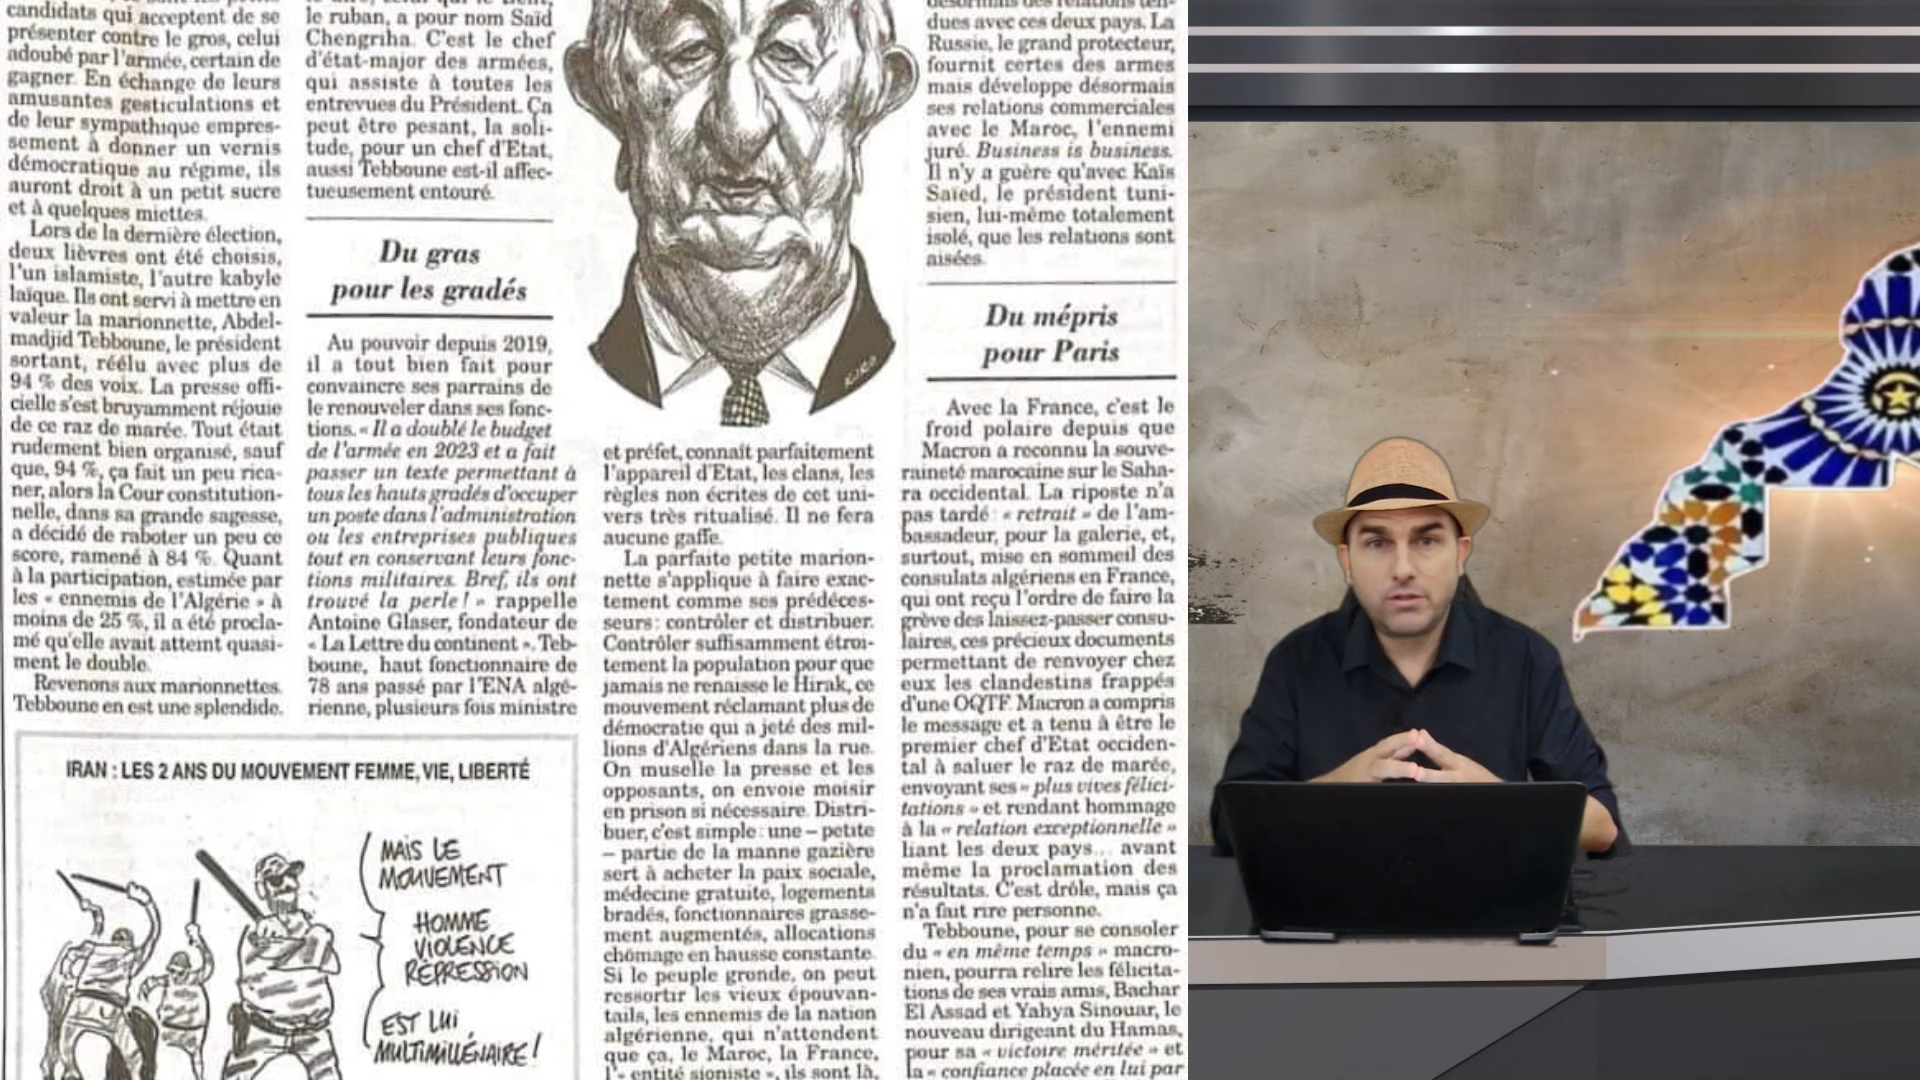 candidats qui acceptent de se
présenter contre le gros, celui
adoubé par l'armée, certain de
gagner. En échange de leurs
amusantes gesticulations et
de leur sympathique empres-
sement à donner un vernis
démocratique au régime, ils
auront droit à un petit sucre
et à quelques miettes.
Lors de la dernière élection,
deux lièvres ont été choisis,
l'un islamiste, l'autre kabyle
laïque. Ils ont servi à mettre en
valeur la marionnette, Abdel-
madjid Tebboune, le président
sortant, réélu avec plus de
94 % des voix. La presse offi-
cielle s'est bruyamment réjouie
de ce raz de marée. Tout était
rudement bien organisé, sauf
que, 94 %, ça fait un peu rica-
ner, alors la Cour constitution-
nelle, dans sa grande sagesse,
a décidé de raboter un peu ce
score, ramené à 84 %. Quant
à la participation, estimée par
les « ennemis de l'Algérie » à
moins de 25 %, il a été procla-
mé qu'elle avait atteint quasi-
ment le double.
Revenons aux marionnettes.
Tebboune en est une splendide.
IRAN : LES 2 ANS DU MOUVEMENT FEMME, VIE, LIBERTÉ
MAIS LE
MOUVEMENT
HOMME
VIOLENCE
RÉPRESSION
EST LUI
MULTIMILLÉNAIRE !
le ruban, a pour nom Saïd
Chengriha. C'est le chef
d'état-major des armées,
qui assiste à toutes les
entrevues du Président. Ça
peut être pesant, la soli-
tude, pour un chef d'Etat,
aussi Tebboune est-il affec-
tueusement entouré.
Du gras
pour les gradés
Au pouvoir depuis 2019,
il a tout bien fait pour
convaincre ses parrains de
le renouveler dans ses fonc-
tions. « Il a doublé le budget
de l'armée en 2023 et a fait
passer un texte permettant à
tous les hauts gradés d'occuper
un poste dans l'administration
ou les entreprises publiques
tout en conservant leurs fonc-
tions militaires. Bref, ils ont
trouvé la perle ! » rappelle
Antoine Glaser, fondateur de
« La Lettre du continent ». Teb-
boune, haut fonctionnaire de
78 ans passé par l'ENA algé-
rienne, plusieurs fois ministre
KIRO
et préfet, connaît parfaitement
l'appareil d'Etat, les clans, les
règles non écrites de cet uni-
vers très ritualisé. Il ne fera
aucune gaffe.
La parfaite petite marion-
nette s'applique à faire exac-
tement comme ses prédéces-
seurs : contrôler et distribuer.
Contrôler suffisamment étroi-
tement la population pour que
jamais ne renaisse le Hirak, ce
mouvement réclamant plus de
démocratie qui a jeté des mil-
lions d'Algériens dans la rue.
On muselle la presse et les
opposants, on envoie moisir
en prison si nécessaire. Distri-
buer, c'est simple : une – petite
– partie de la manne gazière
sert à acheter la paix sociale,
médecine gratuite, logements
bradés, fonctionnaires grasse-
ment augmentés, allocations
chômage en hausse constante.
Si le peuple gronde, on peut
ressortir les vieux épouvan-
tails, les ennemis de la nation
algérienne, qui n'attendent
que ça, le Maroc, la France,
l'« entité sioniste », ils sont là,
désormais des relations ten-
dues avec ces deux pays. La
Russie, le grand protecteur,
fournit certes des armes
mais développe désormais
ses relations commerciales
avec le Maroc, l'ennemi
juré. Business is business.
Il n'y a guère qu'avec Kaïs
Saïed, le président tuni-
sien, lui-même totalement
isolé, que les relations sont
aisées.
Du mépris
pour Paris
Avec la France, c'est le
froid polaire depuis que
Macron a reconnu la souve-
raineté marocaine sur le Saha-
ra occidental. La riposte n'a
pas tardé : « retrait » de l'am-
bassadeur, pour la galerie, et,
surtout, mise en sommeil des
consulats algériens en France,
qui ont reçu l'ordre de faire la
grève des laissez-passer consu-
laires, ces précieux documents
permettant de renvoyer chez
eux les clandestins frappés
d'une OQTF. Macron a compris
le message et a tenu à être le
premier chef d'Etat occiden-
tal à saluer le raz de marée,
envoyant ses « plus vives félici-
tations » et rendant hommage
à la « relation exceptionnelle »
liant les deux pays... avant
même la proclamation des
résultats. C'est drôle, mais ça
n'a fait rire personne.
Tebboune, pour se consoler
du « en même temps » macro-
nien, pourra relire les félicita-
tions de ses vrais amis, Bachar
El Assad et Yahya Sinouar, le
nouveau dirigeant du Hamas,
pour sa « victoire méritée » et
la « confiance placée en lui par